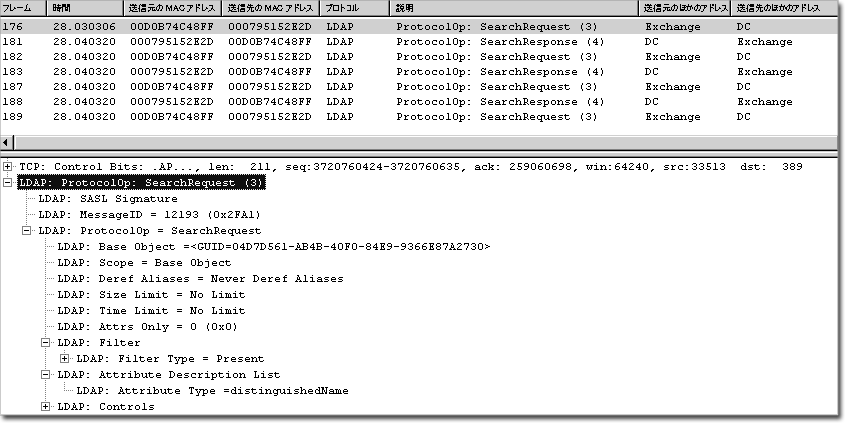 フレーム 時間 送信元の MAC アドレス 送信先の MAC アドレス プロトコル 説明 送信元のほかのアドレス 送信先のほかのアドレス
176 28.030306 00D0B74C48FF 000795152E2D LDAP ProtocolOp: SearchRequest (3) Exchange DC
181 28.040320 000795152E2D 00D0B74C48FF LDAP ProtocolOp: SearchResponse (4) DC Exchange
182 28.040320 00D0B74C48FF 000795152E2D LDAP ProtocolOp: SearchRequest (3) Exchange DC
183 28.040320 000795152E2D 00D0B74C48FF LDAP ProtocolOp: SearchResponse (4) DC Exchange
187 28.040320 00D0B74C48FF 000795152E2D LDAP ProtocolOp: SearchRequest (3) Exchange DC
188 28.040320 000795152E2D 00D0B74C48FF LDAP ProtocolOp: SearchResponse (4) DC Exchange
189 28.040320 00D0B74C48FF 000795152E2D LDAP ProtocolOp: SearchRequest (3) Exchange DC
TCP: Control Bits: .AP..., len: 211, seq:3720760424-3720760635, ack: 259060698, win:64240, src:33513 dst: 389
LDAP: ProtocolOp: SearchRequest (3)
LDAP: SASL Signature
LDAP: MessageID = 12193 (0x2FA1)
LDAP: ProtocolOp = SearchRequest
LDAP: Base Object =<GUID=04D7D561-AB4B-40F0-84E9-9366E87A2730>
LDAP: Scope = Base Object
LDAP: Deref Aliases = Never Deref Aliases
LDAP: Size Limit = No Limit
LDAP: Time Limit = No Limit
LDAP: Attrs Only = 0 (0x0)
LDAP: Filter
LDAP: Filter Type = Present
LDAP: Attribute Description List
LDAP: Attribute Type =distinguishedName
LDAP: Controls